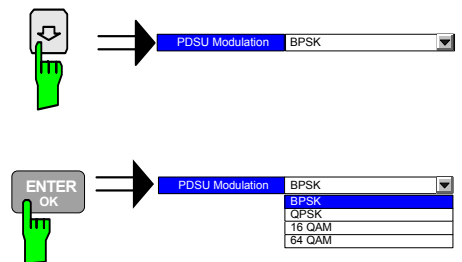 PDSU Modulation BPSK
ENTER
OK
PDSU Modulation BPSK
BPSK
QPSK
16 QAM
64 QAM